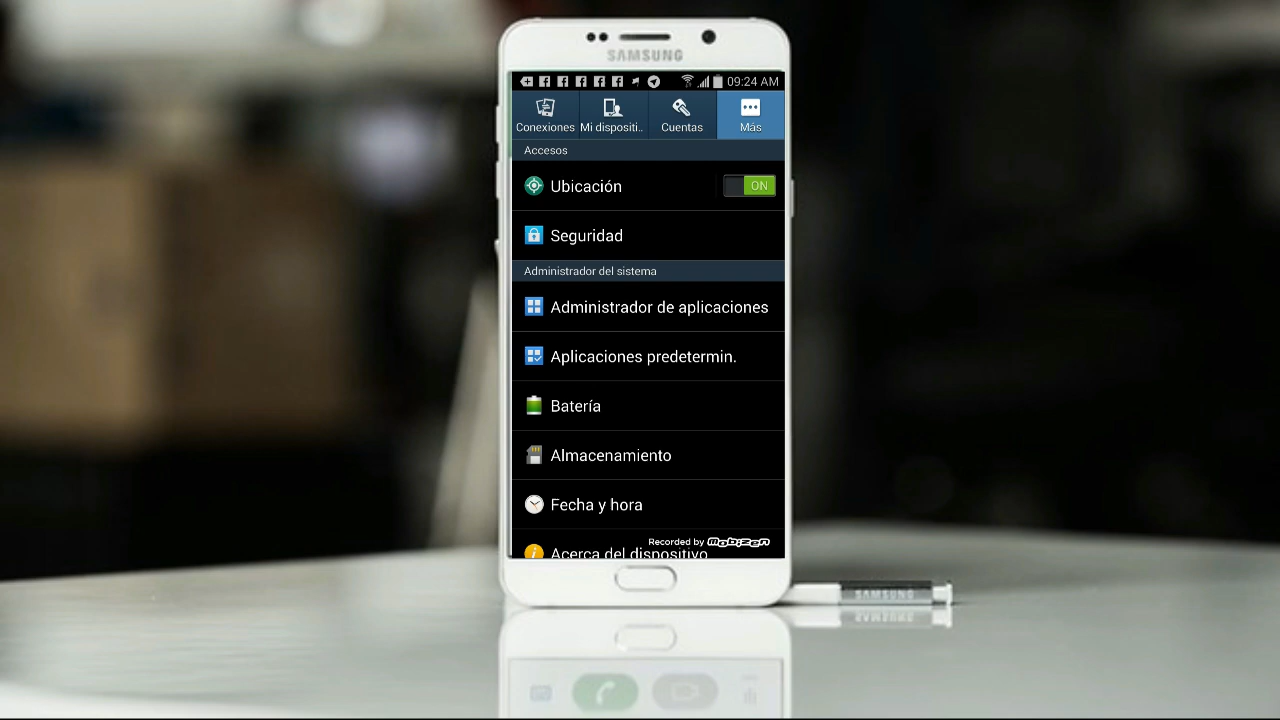 SAMSUNG
09:24 AM
Conexiones
Mi dispositi..
Cuentas
Más
Accesos
Ubicación
ON
Seguridad
Administrador del sistema
Administrador de aplicaciones
Aplicaciones predetermin.
Batería
Almacenamiento
Fecha y hora
Recorded by mobizen
Acerca del dispositivo
SAMSUNG